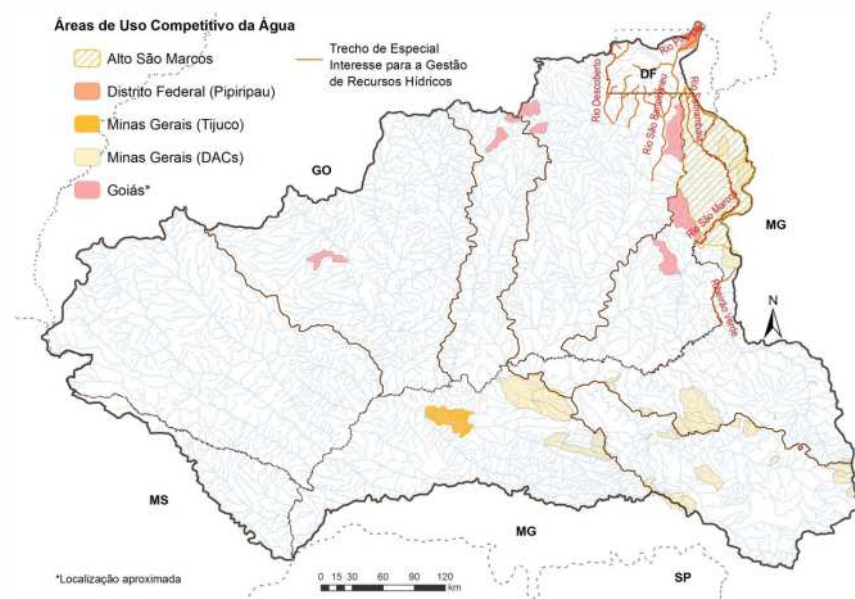 Áreas de Uso Competitivo da Água
Alto São Marcos
Distrito Federal (Pipiripau)
Minas Gerais (Tijuco)
Minas Gerais (DACs)
Goiás*
Trecho de Especial
Interesse para a Gestão
de Recursos Hídricos
DF
Rio Descoberto
Rio São Bartolomeu
GO
Rio São Marcos
MG
Ribeirão Verde
N
MS
MG
SP
*Localização aproximada
0 15 30 60 90 120
km